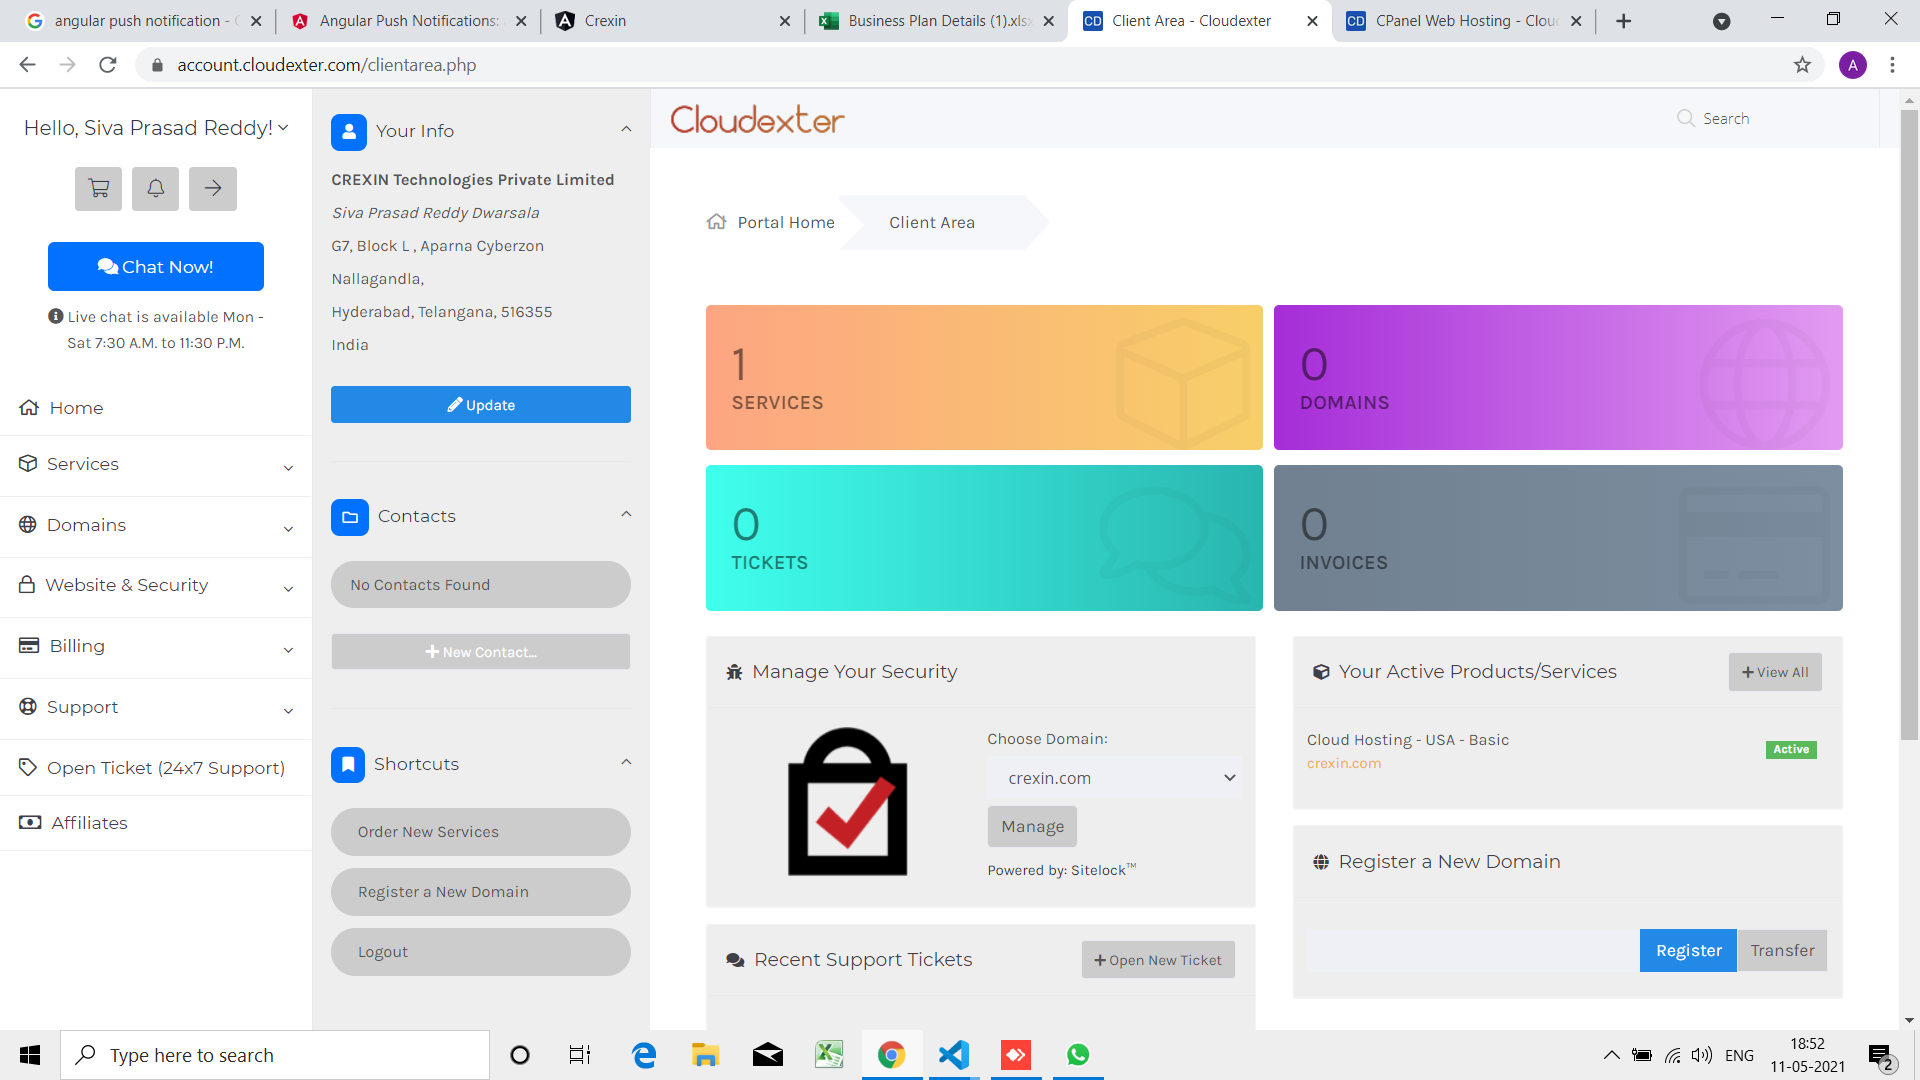 angular push notification -
Angular Push Notifications:
Crexin
Business Plan Details (1).xlsx
CD
Client Area - Cloudexter
CD
CPanel Web Hosting -
account.cloudexter.com/clientarea.php
A
Hello, Siva Prasad Reddy!
Chat Now!
Live chat is available Mon -
Sat 7:30 A.M. to 11:30 P.M.
Home
Services
Domains
Website & Security
Billing
Support
Open Ticket (24x7 Support)
Affiliates
Your Info
CREXIN Technologies Private Limited
Siva Prasad Reddy Dwarsala
G7, Block L , Aparna Cyberzon
Nallagandla,
Hyderabad, Telangana, 516355
India
Update
Contacts
No Contacts Found
New Contact...
Shortcuts
Order New Services
Register a New Domain
Logout
Cloudexter
Search
Portal Home
Client Area
1
SERVICES
0
DOMAINS
0
TICKETS
0
INVOICES
Manage Your Security
Choose Domain:
crexin.com
Manage
Powered by: Sitelock™
Your Active Products/Services
View All
Cloud Hosting - USA - Basic
crexin.com
Active
Register a New Domain
Register
Transfer
Recent Support Tickets
Open New Ticket
Type here to search
ENG
18:52
11-05-2021
2